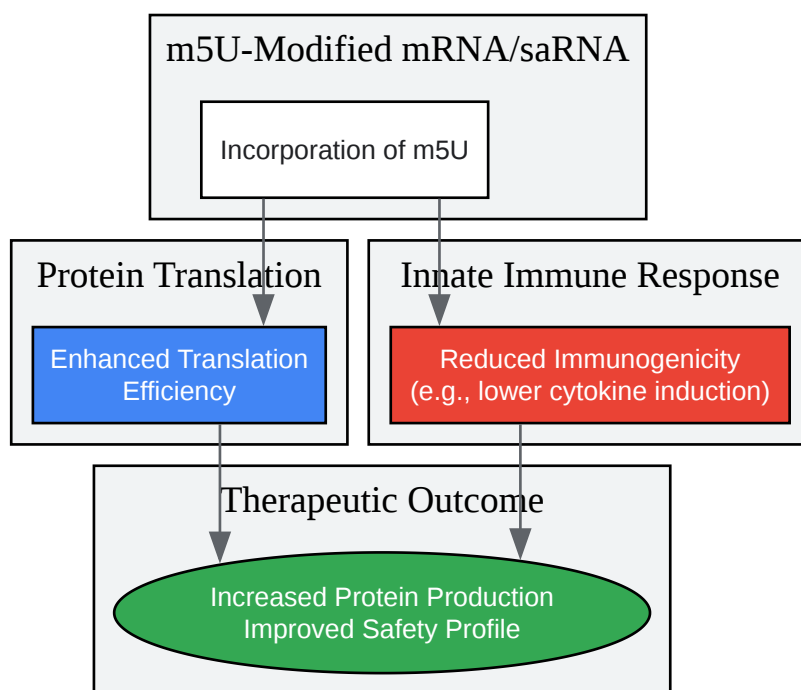 m5U-Modified mRNA/saRNA
Incorporation of m5U
Protein Translation
Enhanced Translation
Efficiency
Innate Immune Response
Reduced Immunogenicity
(e.g., lower cytokine induction)
Therapeutic Outcome
Increased Protein Production
Improved Safety Profile